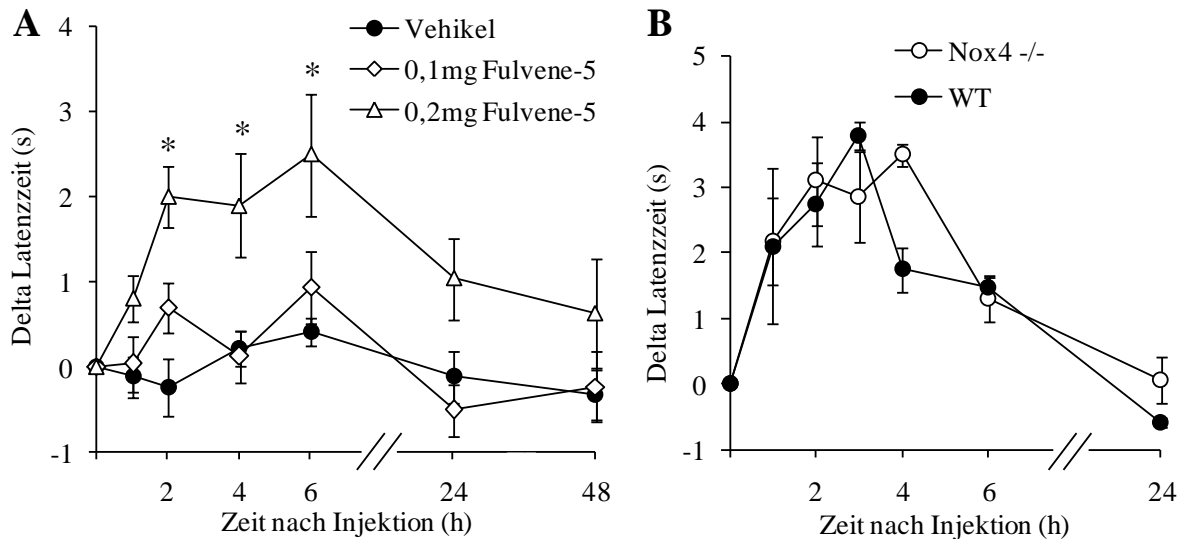 A
Vehikel
0,1mg Fulvene-5
0,2mg Fulvene-5
4
3
2
1
0
-1
* * *
Delta Latenzzeit (s)
2 4 6 24 48
Zeit nach Injektion (h)
B
Nox4 -/-
WT
5
4
3
2
1
0
-1
Delta Latenzzeit (s)
2 4 6 24
Zeit nach Injektion (h)